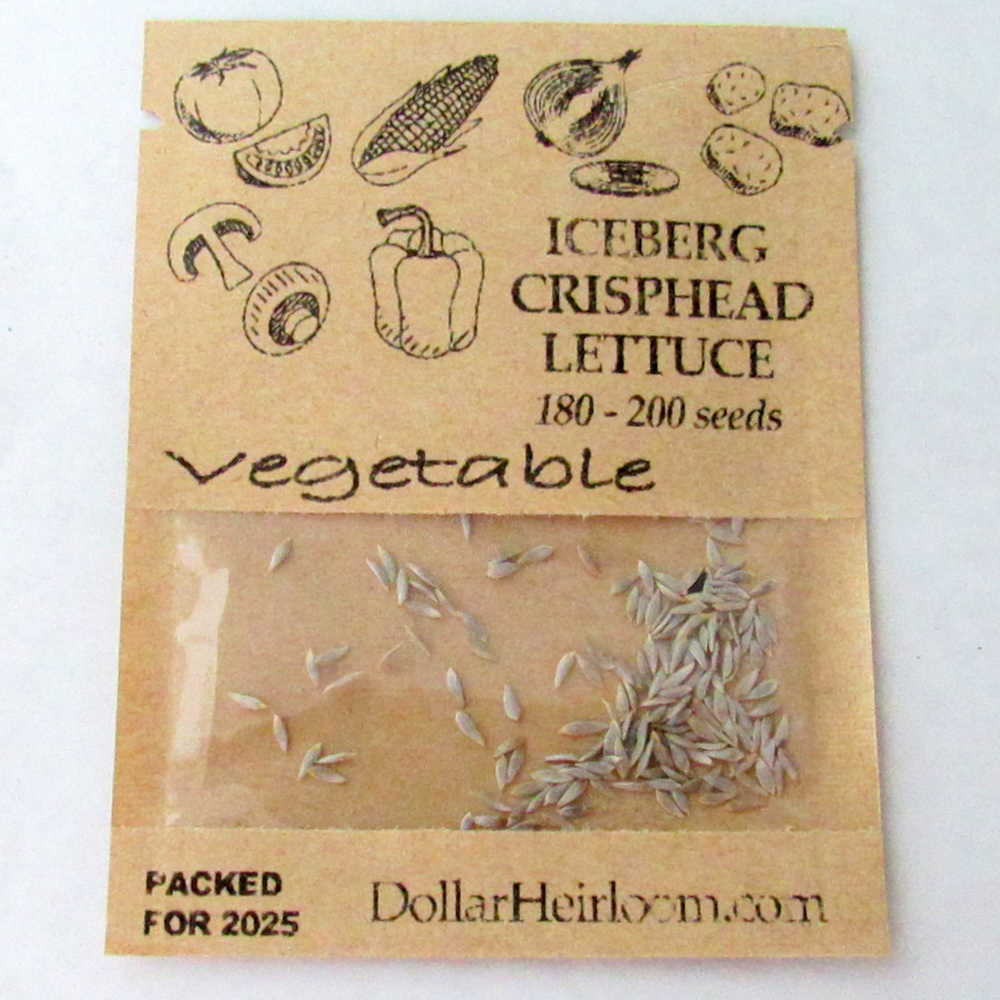 ICEBERG
CRISPHEAD
LETTUCE
180 - 200 seeds
vegetable
PACKED
FOR 2025
DollarHeirloom.com